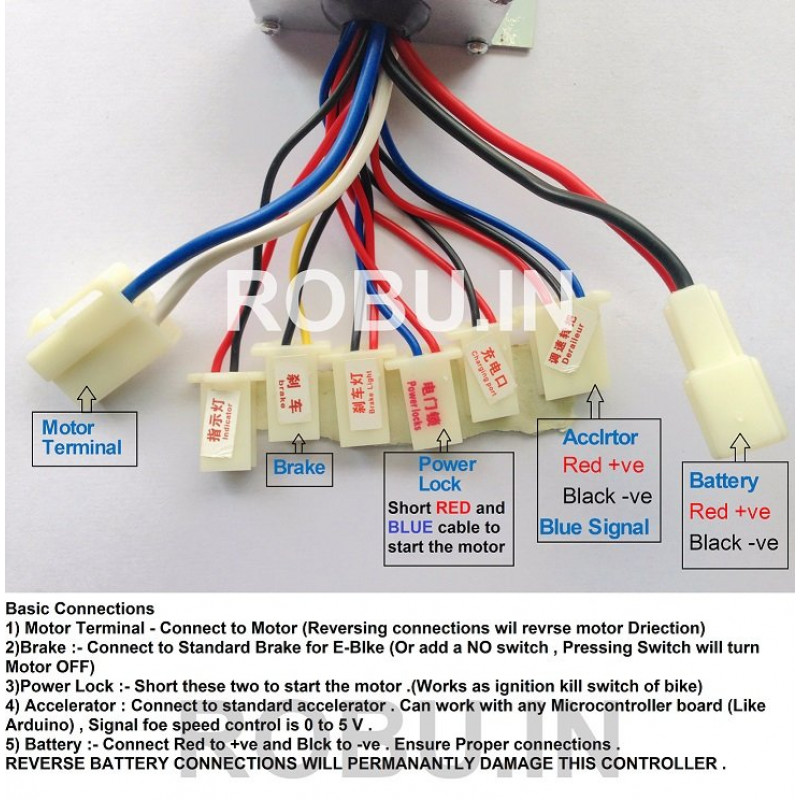 ROBU.IN
指示灯
Indicator
刹车
brake
刹车灯
Brake Light
电门锁
Power locks
充电口
Charging port
Derailleur
Motor
Terminal
Brake
Power
Lock
Short RED and
BLUE cable to
start the motor
Acclrtor
Red +ve
Black -ve
Blue Signal
Battery
Red +ve
Black -ve
Basic Connections
1) Motor Terminal - Connect to Motor (Reversing connections wil revrse motor Driection)
2)Brake :- Connect to Standard Brake for E-BIke (Or add a NO switch , Pressing Switch will turn
Motor OFF)
3)Power Lock :- Short these two to start the motor .(Works as ignition kill switch of bike)
4) Accelerator : Connect to standard accelerator . Can work with any Microcontroller board (Like
Arduino) , Signal foe speed control is 0 to 5 V .
5) Battery :- Connect Red to +ve and Blck to -ve . Ensure Proper connections .
REVERSE BATTERY CONNECTIONS WILL PERMANANTLY DAMAGE THIS CONTROLLER .
ROBU.IN